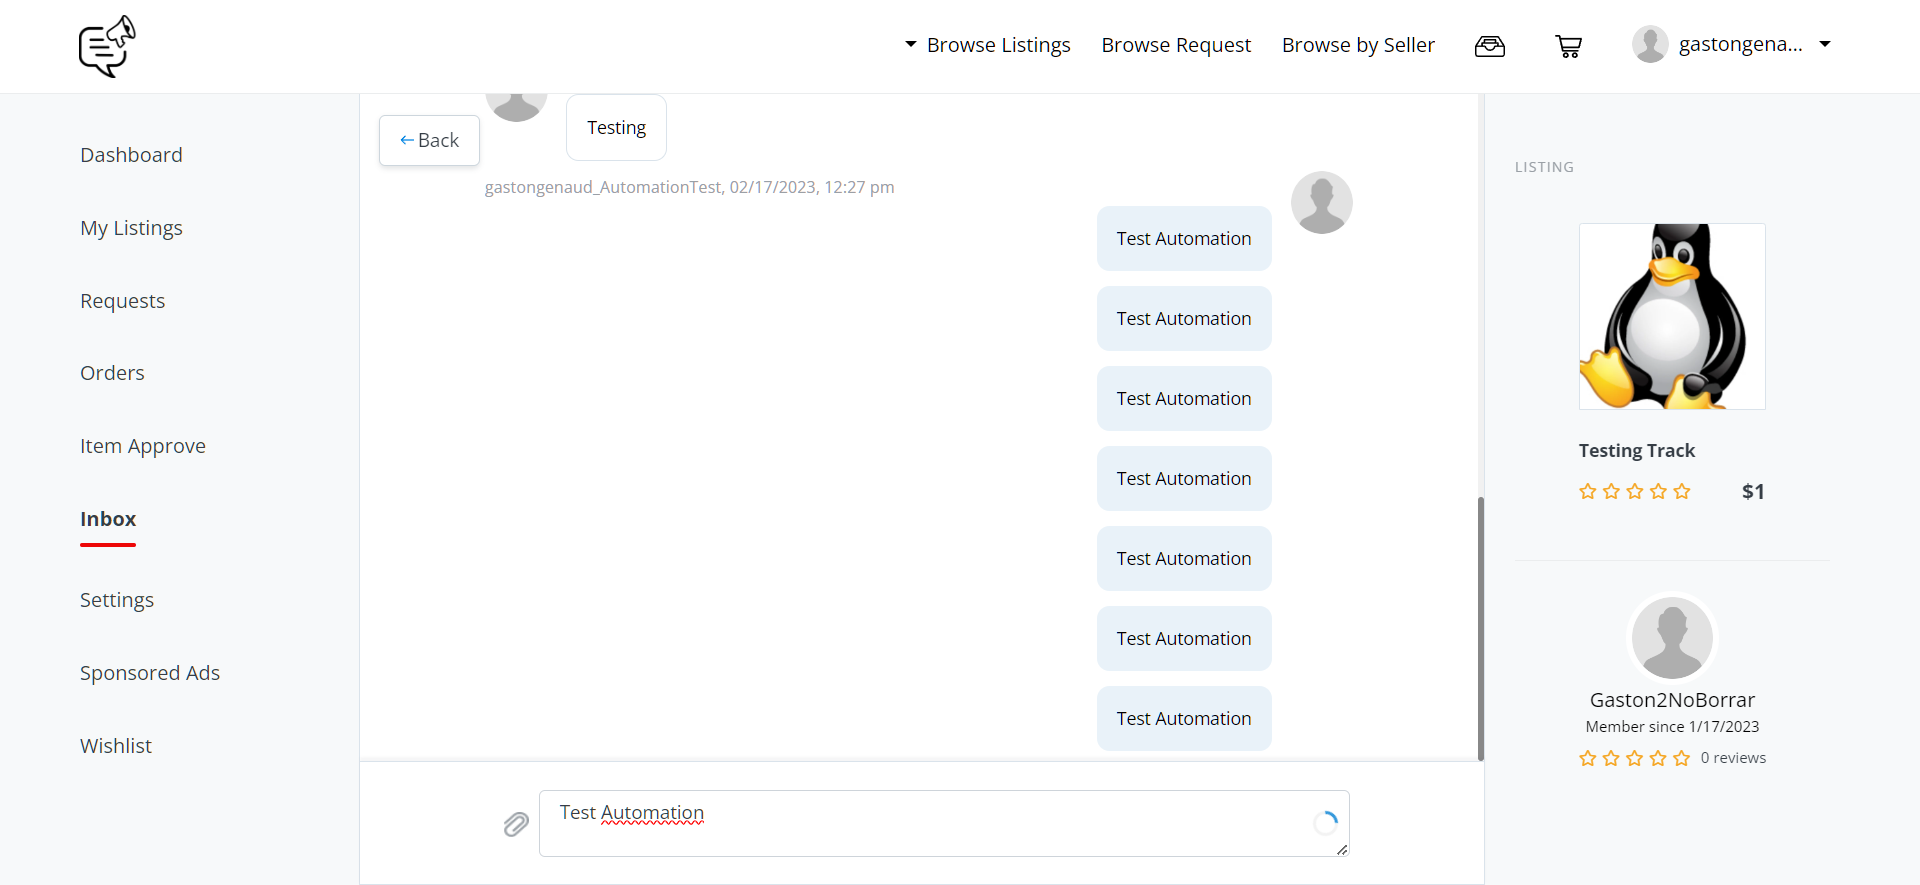 Browse Listings
Browse Request
Browse by Seller
gastongena...
Dashboard
My Listings
Requests
Orders
Item Approve
Inbox
Settings
Sponsored Ads
Wishlist
Back
Testing
gastongenaud_AutomationTest, 02/17/2023, 12:27 pm
Test Automation
Test Automation
Test Automation
Test Automation
Test Automation
Test Automation
Test Automation
Test Automation
LISTING
Testing Track
$1
Gaston2NoBorrar
Member since 1/17/2023
0 reviews